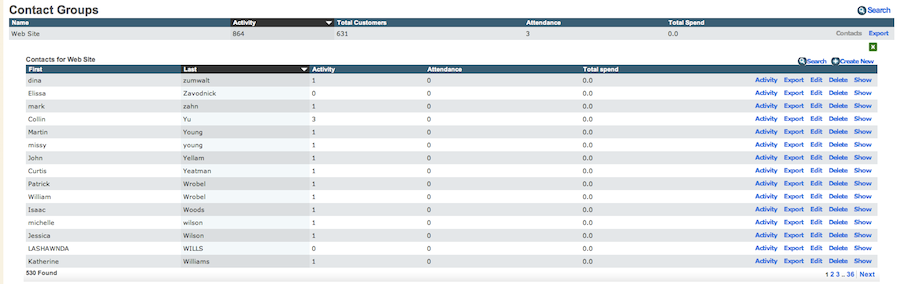 Contact Groups Search
Name Activity Total Customers Attendance Total Spend
Web Site 864 631 3 0.0 Contacts Export
x
Contacts for Web Site Search Create New
First Last Activity Attendance Total spend
dina zumwalt 1 0 0.0 Activity Export Edit Delete Show
Elissa Zavodnick 0 0 0.0 Activity Export Edit Delete Show
mark zahn 1 0 0.0 Activity Export Edit Delete Show
Collin Yu 3 0 0.0 Activity Export Edit Delete Show
Martin Young 1 0 0.0 Activity Export Edit Delete Show
missy young 1 0 0.0 Activity Export Edit Delete Show
John Yellam 1 0 0.0 Activity Export Edit Delete Show
Curtis Yeatman 1 0 0.0 Activity Export Edit Delete Show
Patrick Wrobel 1 0 0.0 Activity Export Edit Delete Show
William Wrobel 1 0 0.0 Activity Export Edit Delete Show
Isaac Woods 1 0 0.0 Activity Export Edit Delete Show
michelle wilson 1 0 0.0 Activity Export Edit Delete Show
Jessica Wilson 1 0 0.0 Activity Export Edit Delete Show
LASHAWNDA WILLS 0 0 0.0 Activity Export Edit Delete Show
Katherine Williams 1 0 0.0 Activity Export Edit Delete Show
530 Found 1 2 3 .. 36 Next